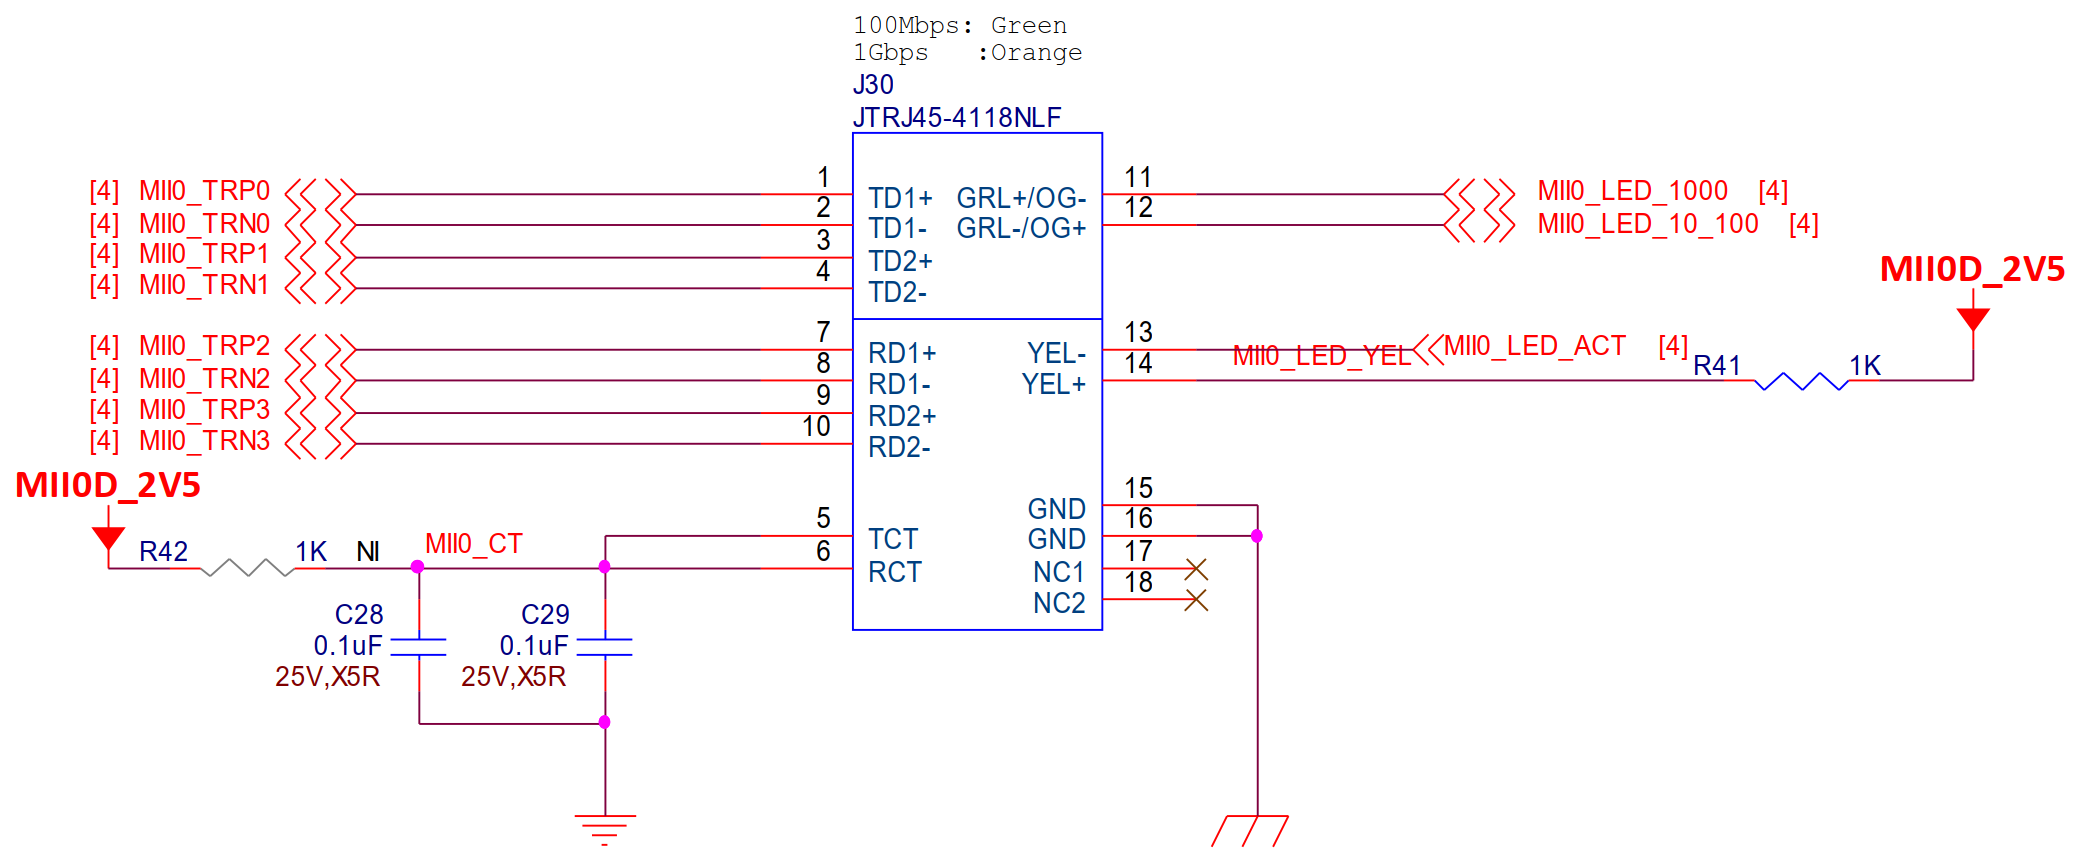 100Mbps: Green
1Gbps   :Orange
J30
JTRJ45-4118NLF
[4] MII0_TRP0 1 TD1+ GRL+/OG- 11 MII0_LED_1000 [4]
[4] MII0_TRN0 2 TD1- GRL-/OG+ 12 MII0_LED_10_100 [4]
[4] MII0_TRP1 3 TD2+
[4] MII0_TRN1 4 TD2-
MII0D_2V5
[4] MII0_TRP2 7 RD1+ YEL- 13 MII0_LED_YEL MII0_LED_ACT [4]
[4] MII0_TRN2 8 RD1- YEL+ 14 R41 1K
[4] MII0_TRP3 9 RD2+
[4] MII0_TRN3 10 RD2-
MII0D_2V5
GND 15
5 TCT GND 16
R42 1K NI MII0_CT 6 RCT NC1 17
NC2 18
C28 C29
0.1uF 0.1uF
25V,X5R 25V,X5R